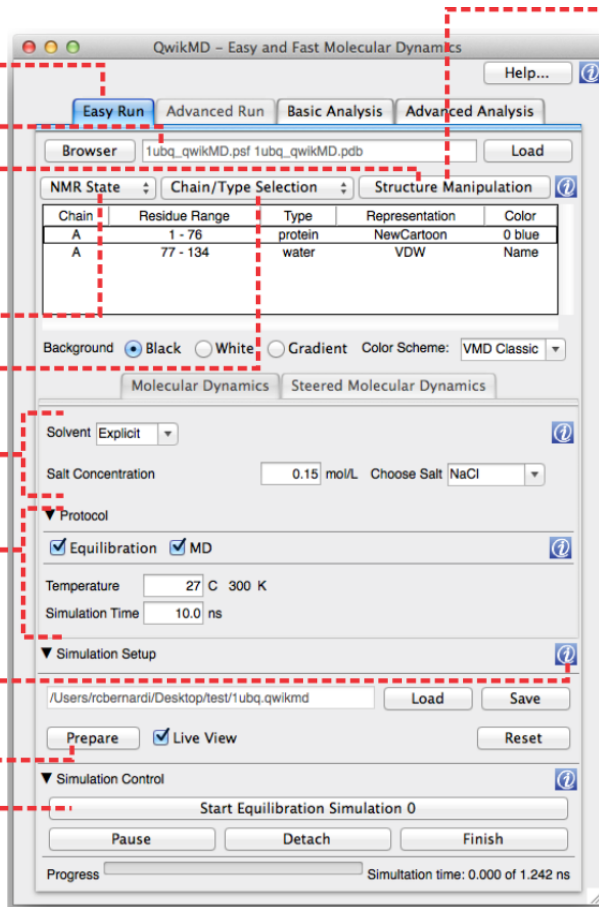 QwikMD – Easy and Fast Molecular Dynamics
Help...
Easy Run Advanced Run Basic Analysis Advanced Analysis
Browser 1ubq_qwikMD.psf 1ubq_qwikMD.pdb Load
NMR State Chain/Type Selection Structure Manipulation
Chain Residue Range Type Representation Color
A 1 - 76 protein NewCartoon 0 blue
A 77 - 134 water VDW Name
Background Black White Gradient Color Scheme: VMD Classic
Molecular Dynamics Steered Molecular Dynamics
Solvent Explicit
Salt Concentration 0.15 mol/L Choose Salt NaCl
Protocol
Equilibration MD
Temperature 27 C 300 K
Simulation Time 10.0 ns
Simulation Setup
/Users/rcbernardi/Desktop/test/1ubq.qwikmd Load Save
Prepare Live View Reset
Simulation Control
Start Equilibration Simulation 0
Pause Detach Finish
Progress Simultation time: 0.000 of 1.242 ns